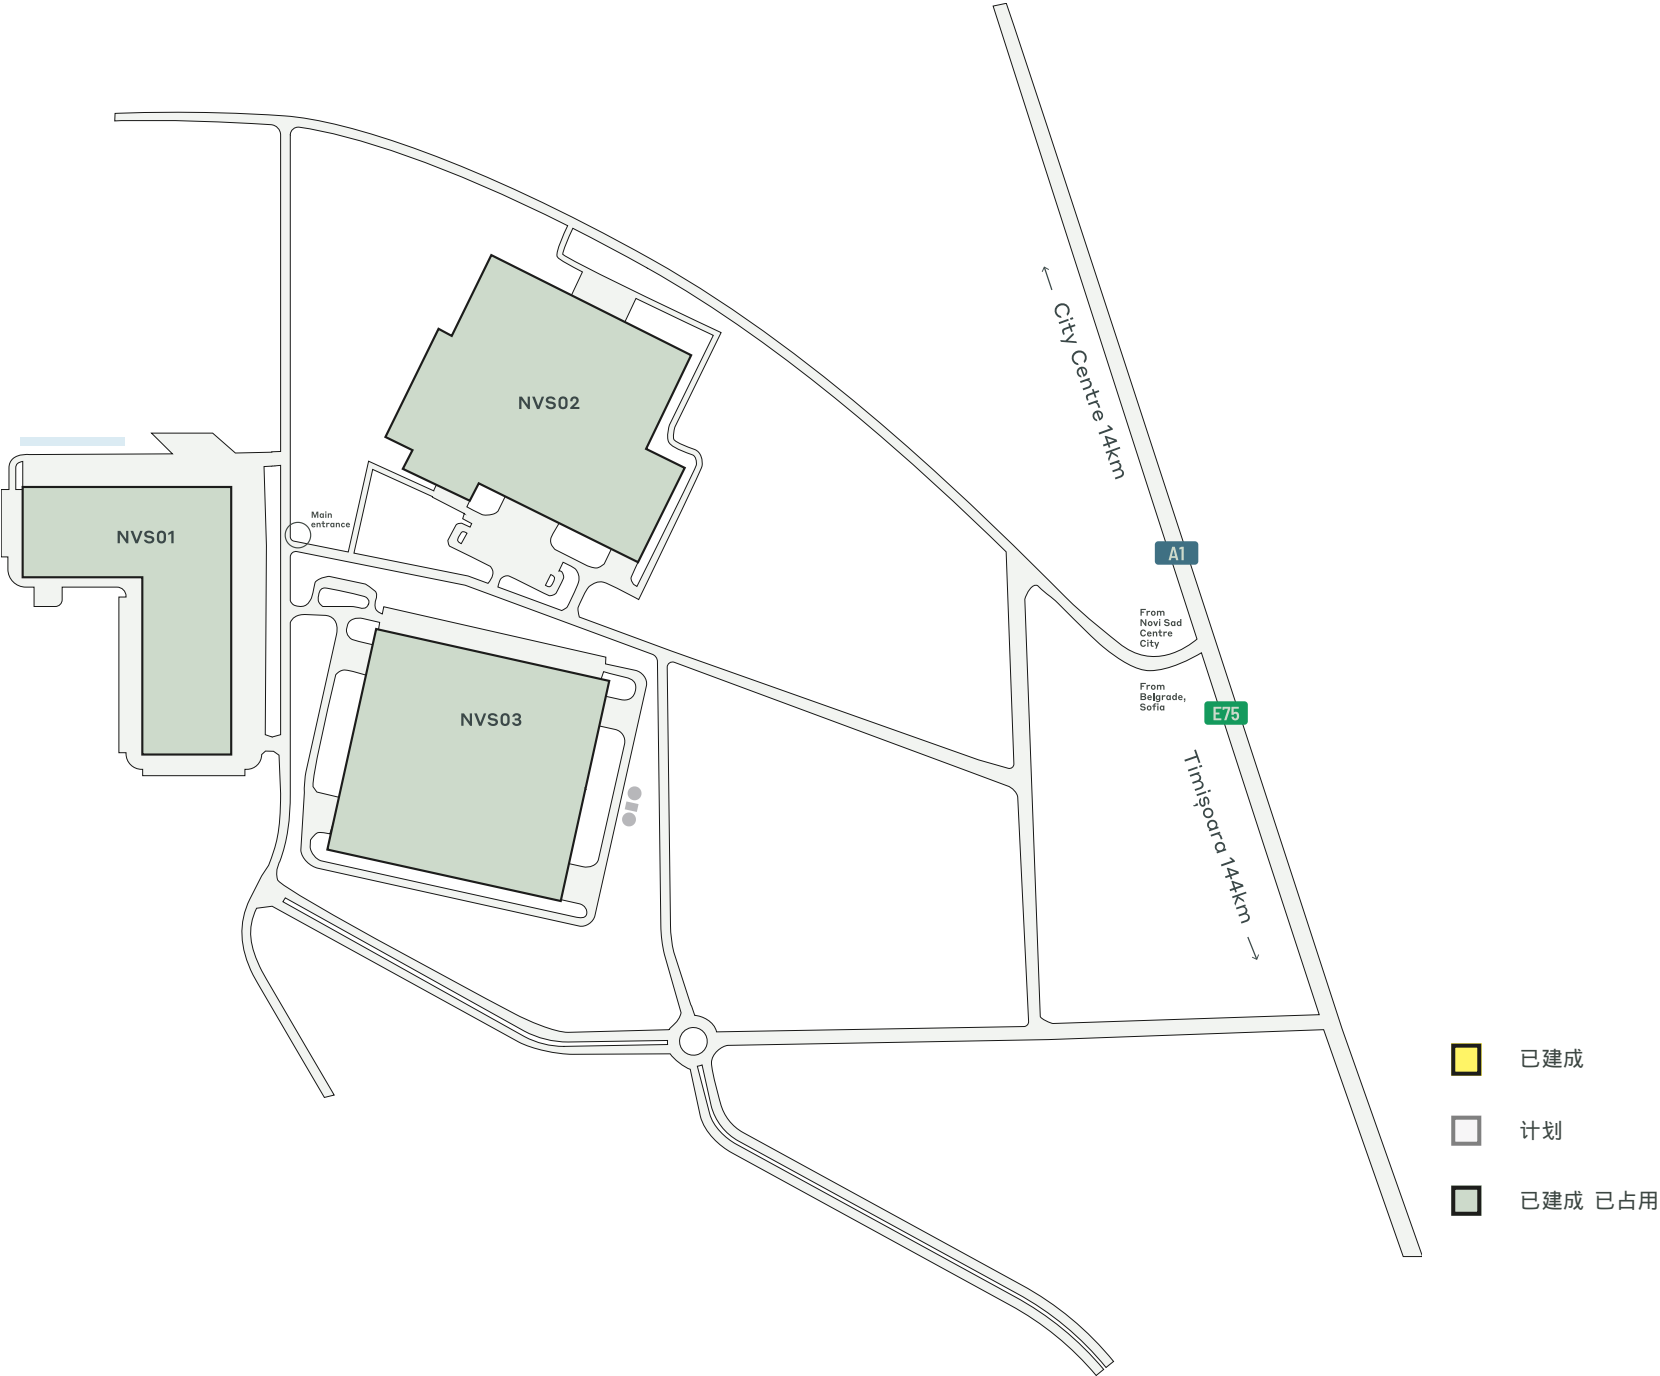 City Centre 14km
NVS02
Main
entrance
NVS01
A1
From
Novi Sad
Centre
City
From
Belgrade,
Sofia
E75
NVS03
Timișoara 144km
已建成
计划
已建成 已占用